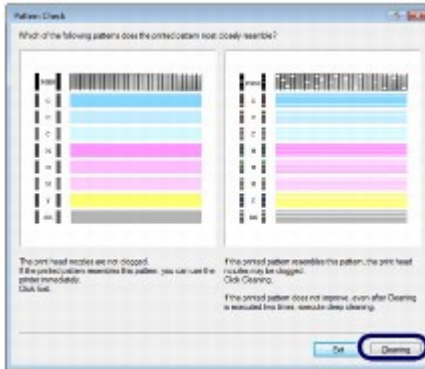 Pattern Check
Which of the following patterns does the printed pattern most closely resemble?
C
C
C
M
M
M
Y
C
C
C
M
M
M
Y
The print head nozzles are not clogged.
If the printed pattern resembles this pattern, you can use the
printer immediately.
Click Exit.
If the printed pattern resembles this pattern, the print head
nozzles may be clogged.
Click Cleaning.
If the printed pattern does not improve, even after Cleaning
is executed two times, execute deep cleaning.
Exit
Cleaning